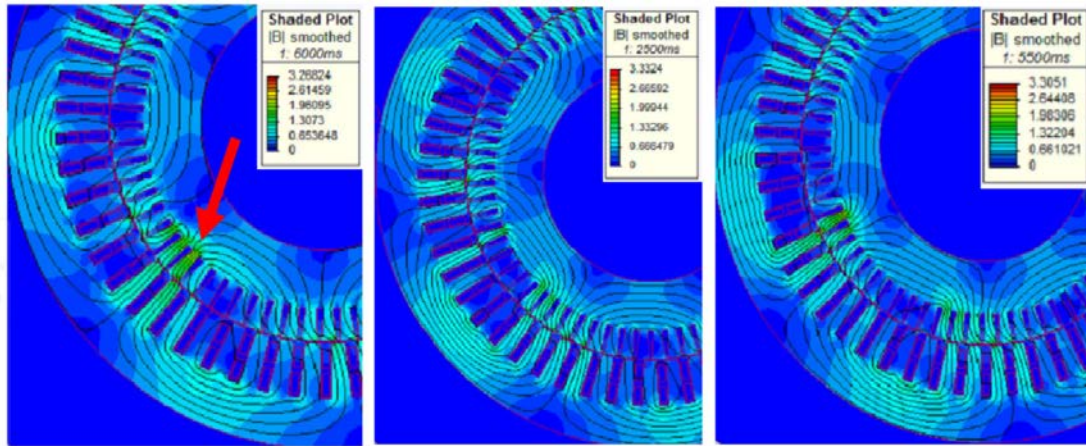 Shaded Plot
|B| smoothed
t: 6000ms
3.26824
2.61459
1.96095
1.3073
0.653648
0
Shaded Plot
|B| smoothed
t: 2500ms
3.3324
2.66592
1.99944
1.33296
0.666479
0
Shaded Plot
|B| smoothed
t: 5500ms
3.3051
2.64408
1.98306
1.32204
0.661021
0